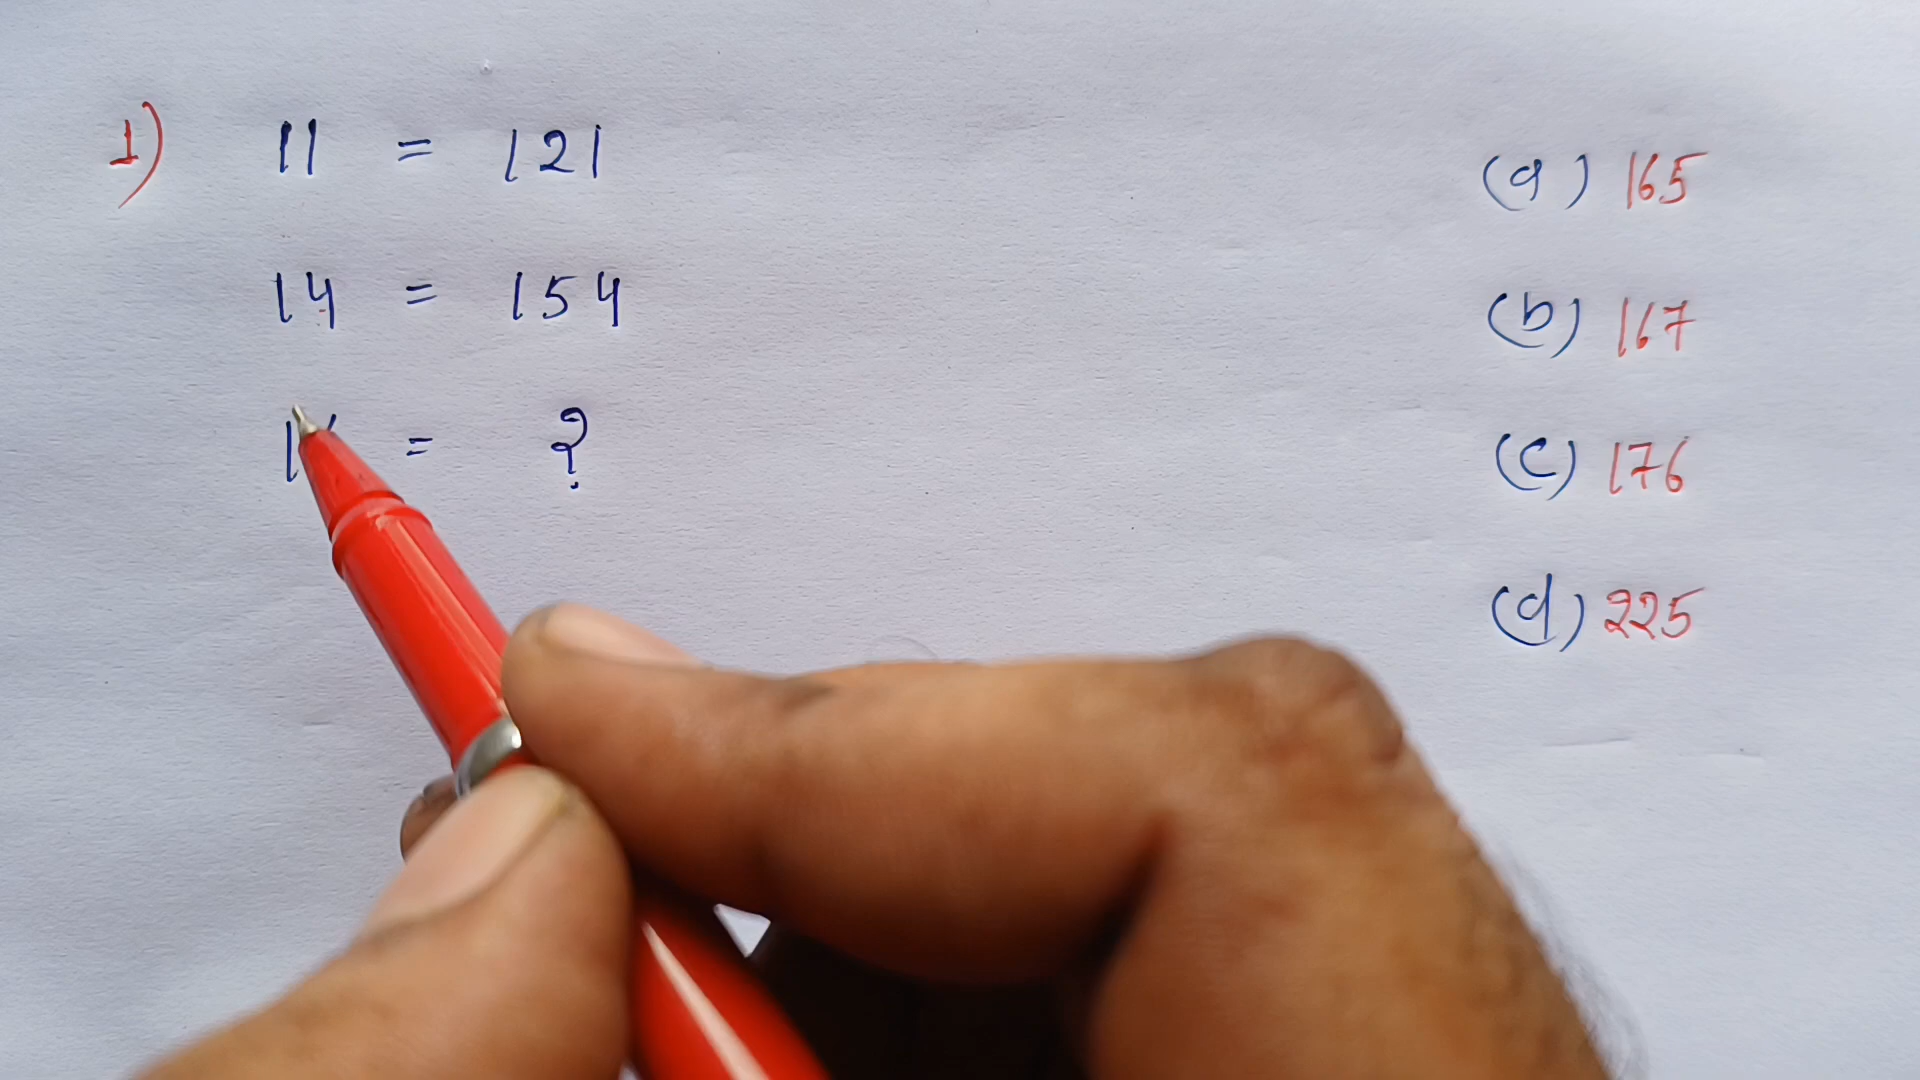 1) 11 = 121
14 = 154
= ?
(a) 165
(b) 167
(c) 176
(d) 225